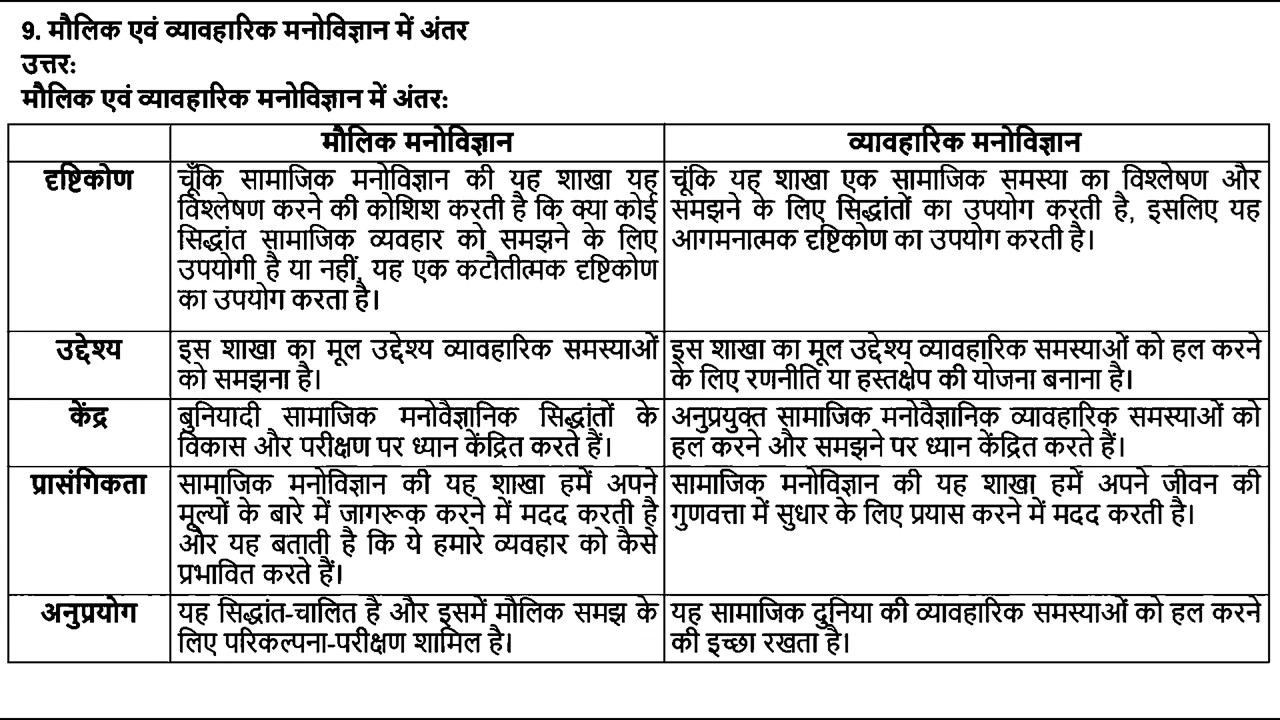 9. मौलिक एवं व्यावहारिक मनोविज्ञान में अंतर
उत्तर:
मौलिक एवं व्यावहारिक मनोविज्ञान में अंतर:
मौलिक मनोविज्ञान
व्यावहारिक मनोविज्ञान
दृष्टिकोण
चूँकि सामाजिक मनोविज्ञान की यह शाखा यह
विश्लेषण करने की कोशिश करती है कि क्या कोई
सिद्धांत सामाजिक व्यवहार को समझने के लिए
उपयोगी है या नहीं, यह एक कटौतीत्मक दृष्टिकोण
का उपयोग करता है।
चूंकि यह शाखा एक सामाजिक समस्या का विश्लेषण और
समझने के लिए सिद्धांतों का उपयोग करती है, इसलिए यह
आगमनात्मक दृष्टिकोण का उपयोग करती है।
उद्देश्य
इस शाखा का मूल उद्देश्य व्यावहारिक समस्याओं
को समझना है।
इस शाखा का मूल उद्देश्य व्यावहारिक समस्याओं को हल करने
के लिए रणनीति या हस्तक्षेप की योजना बनाना है।
केंद्र
बुनियादी सामाजिक मनोवैज्ञानिक सिद्धांतों के
विकास और परीक्षण पर ध्यान केंद्रित करते हैं।
अनुप्रयुक्त सामाजिक मनोवैज्ञानिक व्यावहारिक समस्याओं को
हल करने और समझने पर ध्यान केंद्रित करते हैं।
प्रासंगिकता
सामाजिक मनोविज्ञान की यह शाखा हमें अपने
मूल्यों के बारे में जागरूक करने में मदद करती है
और यह बताती है कि ये हमारे व्यवहार को कैसे
प्रभावित करते हैं।
सामाजिक मनोविज्ञान की यह शाखा हमें अपने जीवन की
गुणवत्ता में सुधार के लिए प्रयास करने में मदद करती है।
अनुप्रयोग
यह सिद्धांत-चालित है और इसमें मौलिक समझ के
लिए परिकल्पना-परीक्षण शामिल है।
यह सामाजिक दुनिया की व्यावहारिक समस्याओं को हल करने
की इच्छा रखता है।